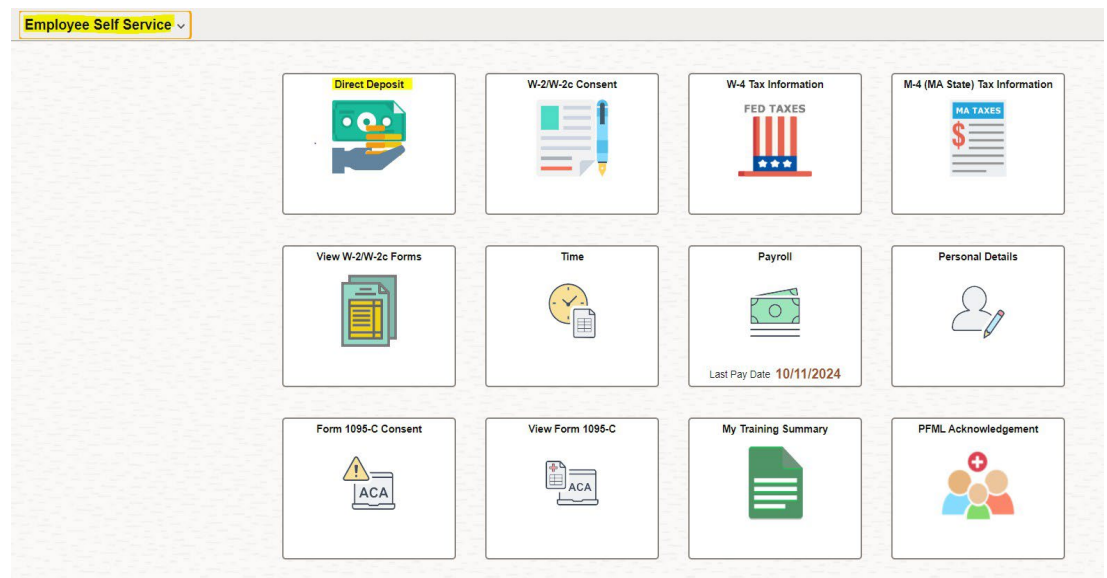 Employee Self Service
Direct Deposit
W-2/W-2c Consent
W-4 Tax Information
FED TAXES
M-4 (MA State) Tax Information
MA TAXES
$
View W-2/W-2c Forms
Time
Payroll
Last Pay Date 10/11/2024
Personal Details
Form 1095-C Consent
ACA
View Form 1095-C
ACA
My Training Summary
PFML Acknowledgement